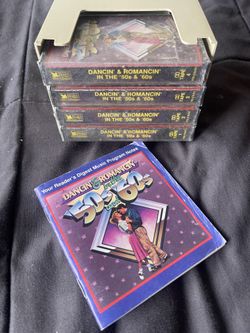 DANCIN' & ROMANCIN'
IN THE '50s & '60s
DANCIN' & ROMANCIN'
IN THE '50s & '60s
DANCIN' & ROMANCIN'
IN THE '50s & '60s
DANCIN' & ROMANCIN'
IN THE '50s & '60s
Your Reader's Digest Music Program Notes
DANCIN' & ROMANCIN'
IN THE
'50s & '60s